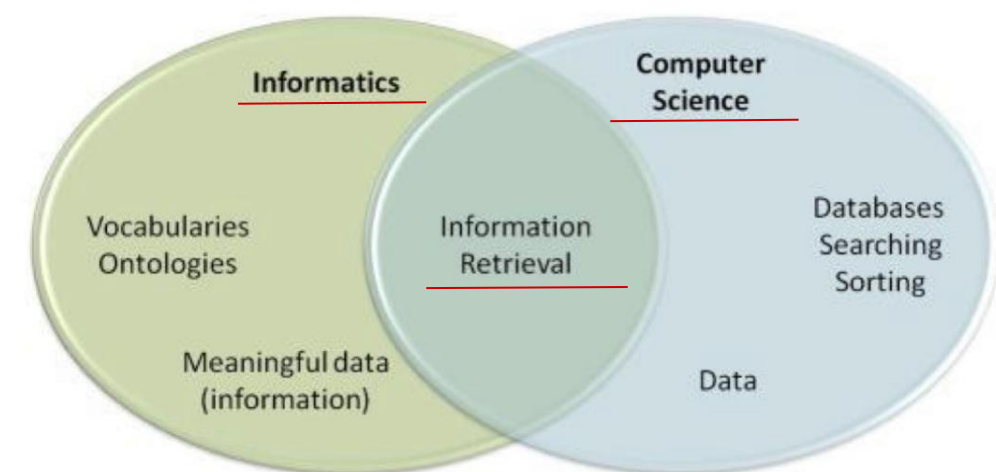 Informatics
Vocabularies
Ontologies
Meaningful data
(information)
Information
Retrieval
Computer
Science
Databases
Searching
Sorting
Data